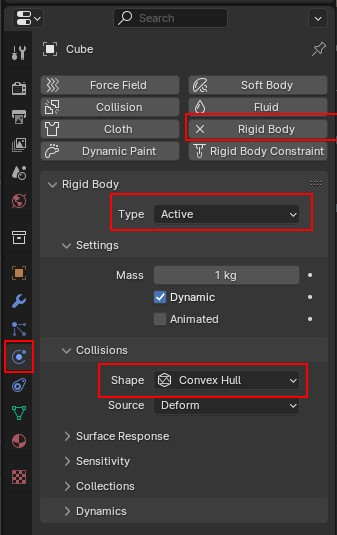 Search
Cube
Force Field Soft Body
Collision Fluid
Cloth Rigid Body
Dynamic Paint Rigid Body Constraint
Rigid Body
Type Active
Settings
Mass 1 kg
Dynamic
Animated
Collisions
Shape Convex Hull
Source Deform
Surface Response
Sensitivity
Collections
Dynamics